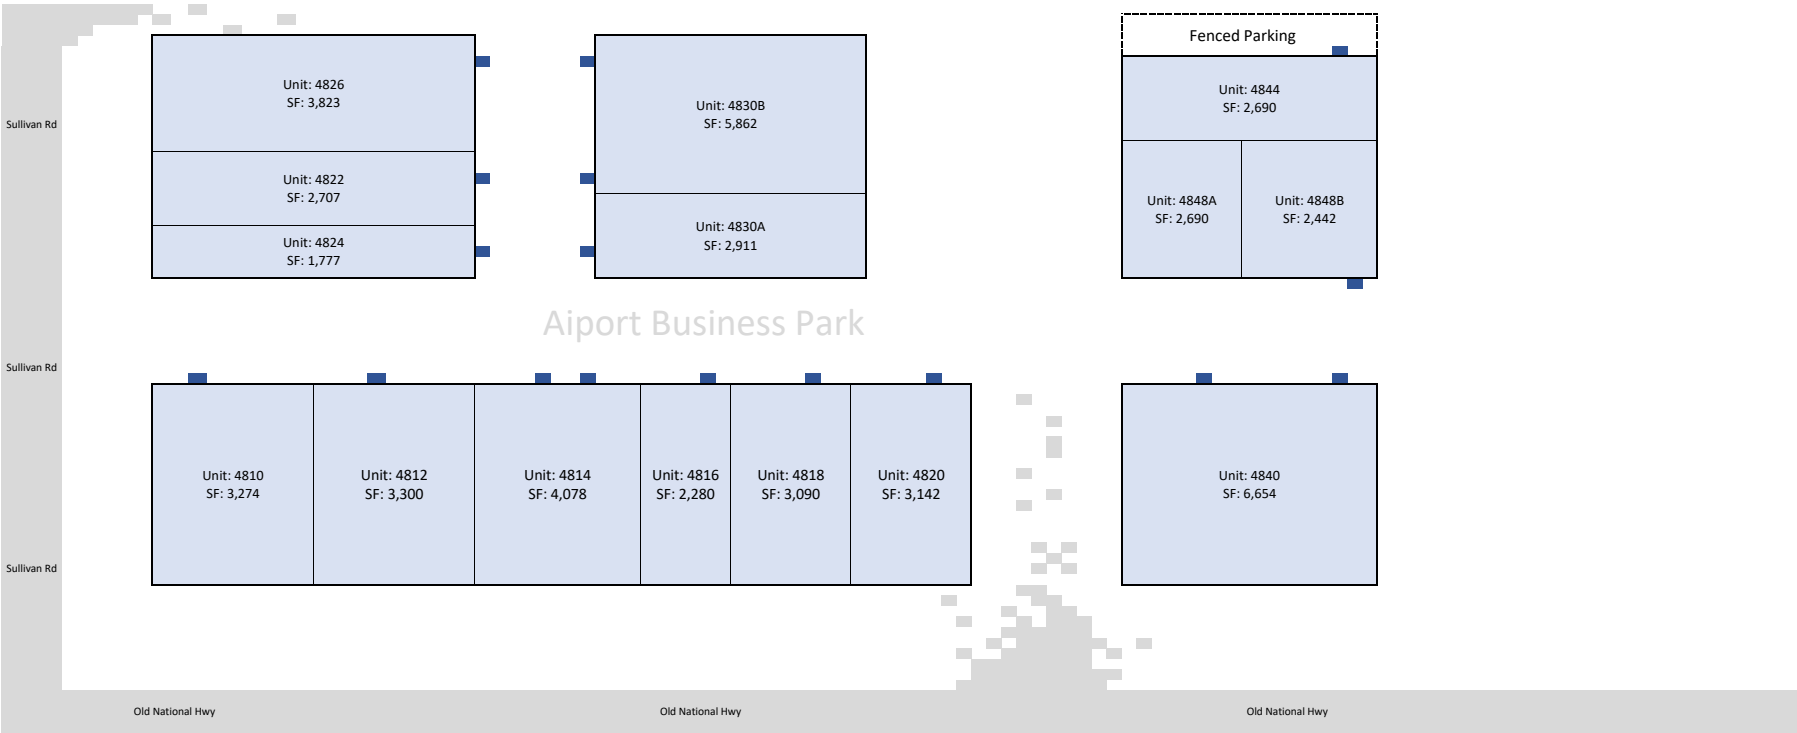 Fenced Parking
Unit: 4826
SF: 3,823
Unit: 4830B
SF: 5,862
Unit: 4844
SF: 2,690
Sullivan Rd
Unit: 4822
SF: 2,707
Unit: 4848A
SF: 2,690
Unit: 4848B
SF: 2,442
Unit: 4830A
SF: 2,911
Unit: 4824
SF: 1,777
Aiport Business Park
Sullivan Rd
Unit: 4810
SF: 3,274
Unit: 4812
SF: 3,300
Unit: 4814
SF: 4,078
Unit: 4816
SF: 2,280
Unit: 4818
SF: 3,090
Unit: 4820
SF: 3,142
Unit: 4840
SF: 6,654
Sullivan Rd
Old National Hwy
Old National Hwy
Old National Hwy